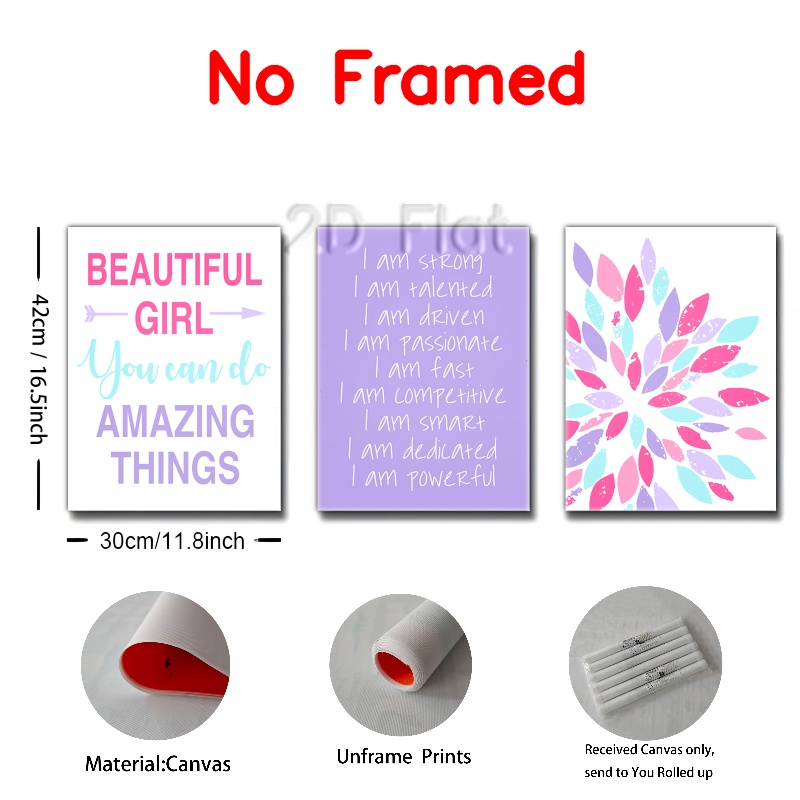 No Framed
2D Flat
BEAUTIFUL
GIRL
You can do
AMAZING
THINGS
I am strong
I am talented
I am driven
I am passionate
I am fast
I am competitive
I am smart
I am dedicated
I am powerful
42cm / 16.5inch
30cm/11.8inch
Material:Canvas
Unframe Prints
Received Canvas only,
send to You Rolled up